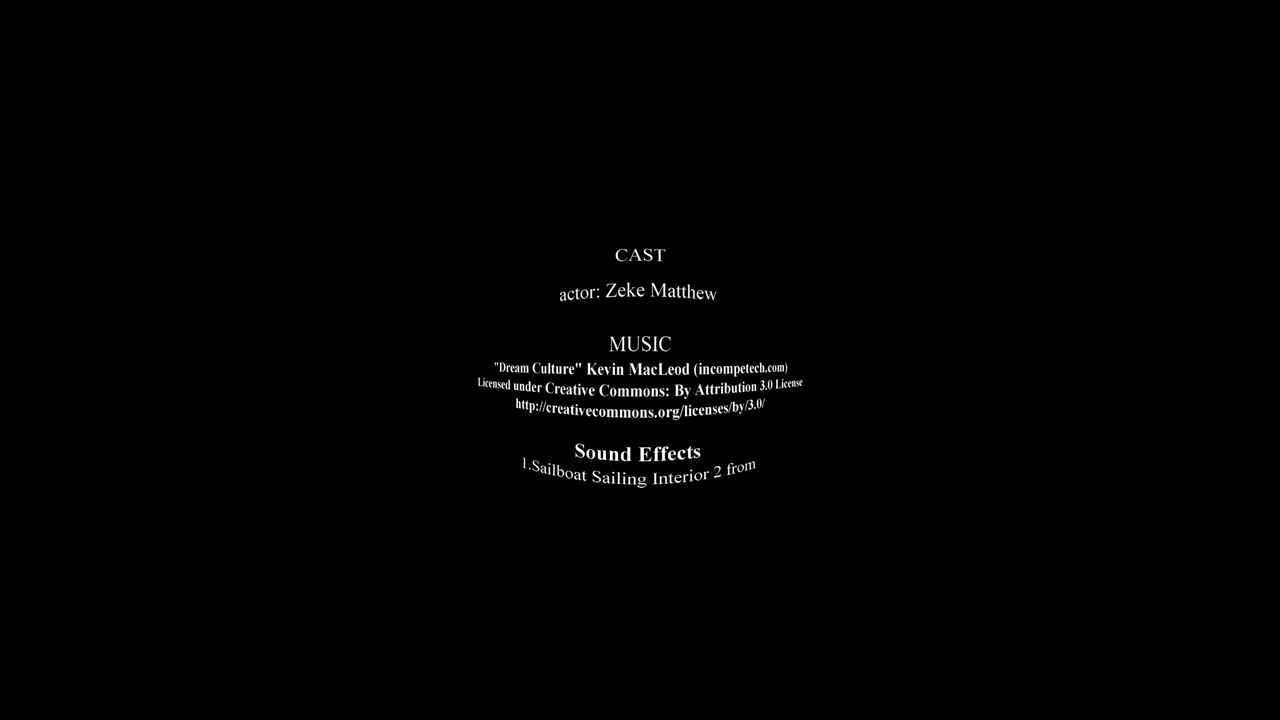 CAST
actor: Zeke Matthew
MUSIC
"Dream Culture" Kevin MacLeod (incompetech.com)
Licensed under Creative Commons: By Attribution 3.0 License
http://creativecommons.org/licenses/by/3.0/
Sound Effects
1.Sailboat Sailing Interior 2 from